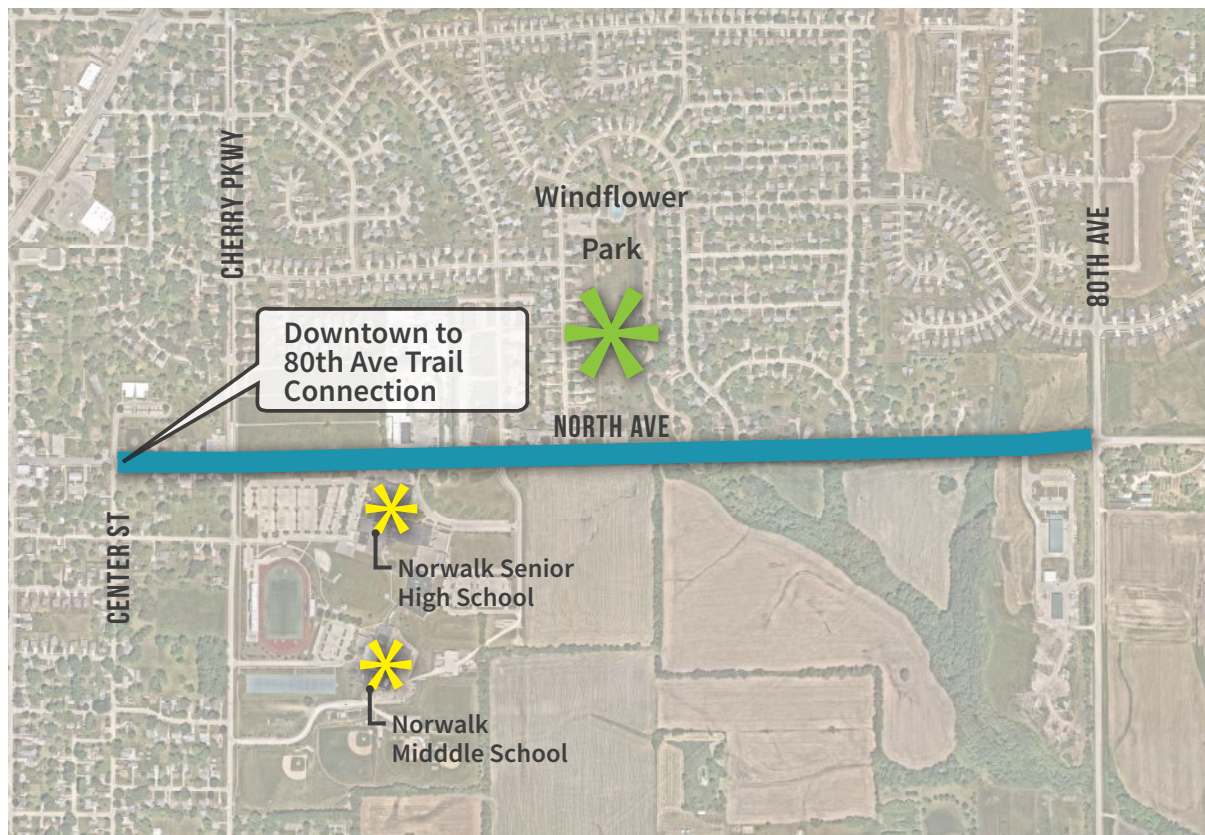 Windflower
Park
CHERRY PKWY
80TH AVE
Downtown to
80th Ave Trail
Connection
NORTH AVE
CENTER ST
Norwalk Senior
High School
Norwalk
Midddle School